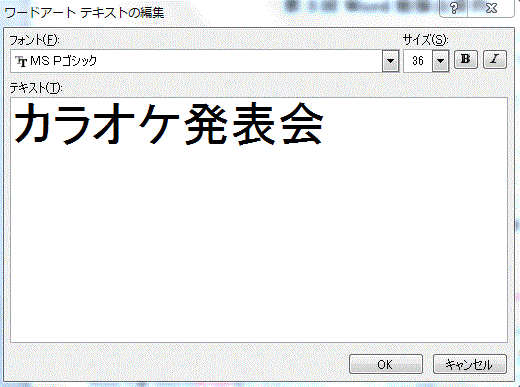 ワードアート テキストの編集
フォント(F): サイズ(S):
MS Pゴシック 36 B I
テキスト(T):
カラオケ発表会
OK キャンセル